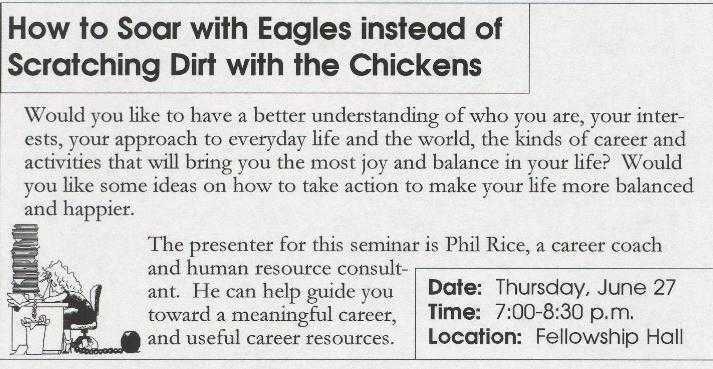 How to Soar with Eagles instead of
Scratching Dirt with the Chickens
Would you like to have a better understanding of who you are, your inter-
ests, your approach to everyday life and the world, the kinds of career and
activities that will bring you the most joy and balance in your life? Would
you like some ideas on how to take action to make your life more balanced
and happier.
The presenter for this seminar is Phil Rice, a career coach
and human resource consult-
ant. He can help guide you
toward a meaningful career,
and useful career resources.
Date: Thursday, June 27
Time: 7:00-8:30 p.m.
Location: Fellowship Hall